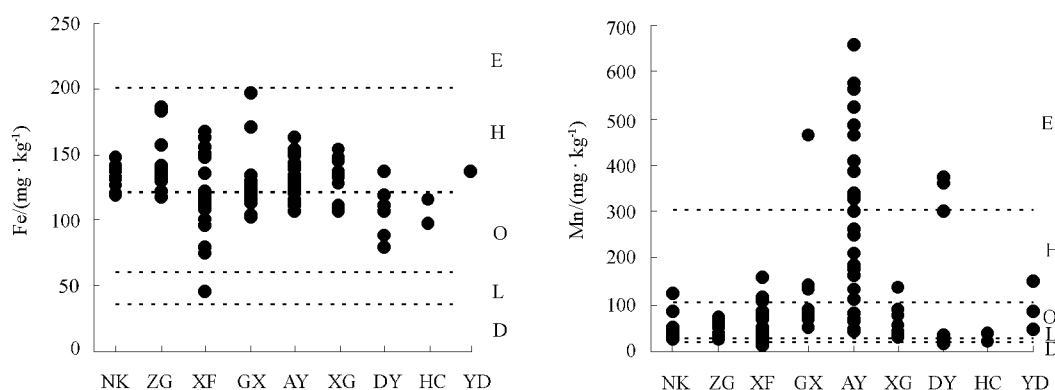 250
200
150
100
50
0
Fe/(mg · kg-1)
E
H
O
L
D
NK ZG XF GX AY XG DY HC YD
700
600
500
400
300
200
100
0
Mn/(mg · kg-1)
E
H
O
L
D
NK ZG XF GX AY XG DY HC YD